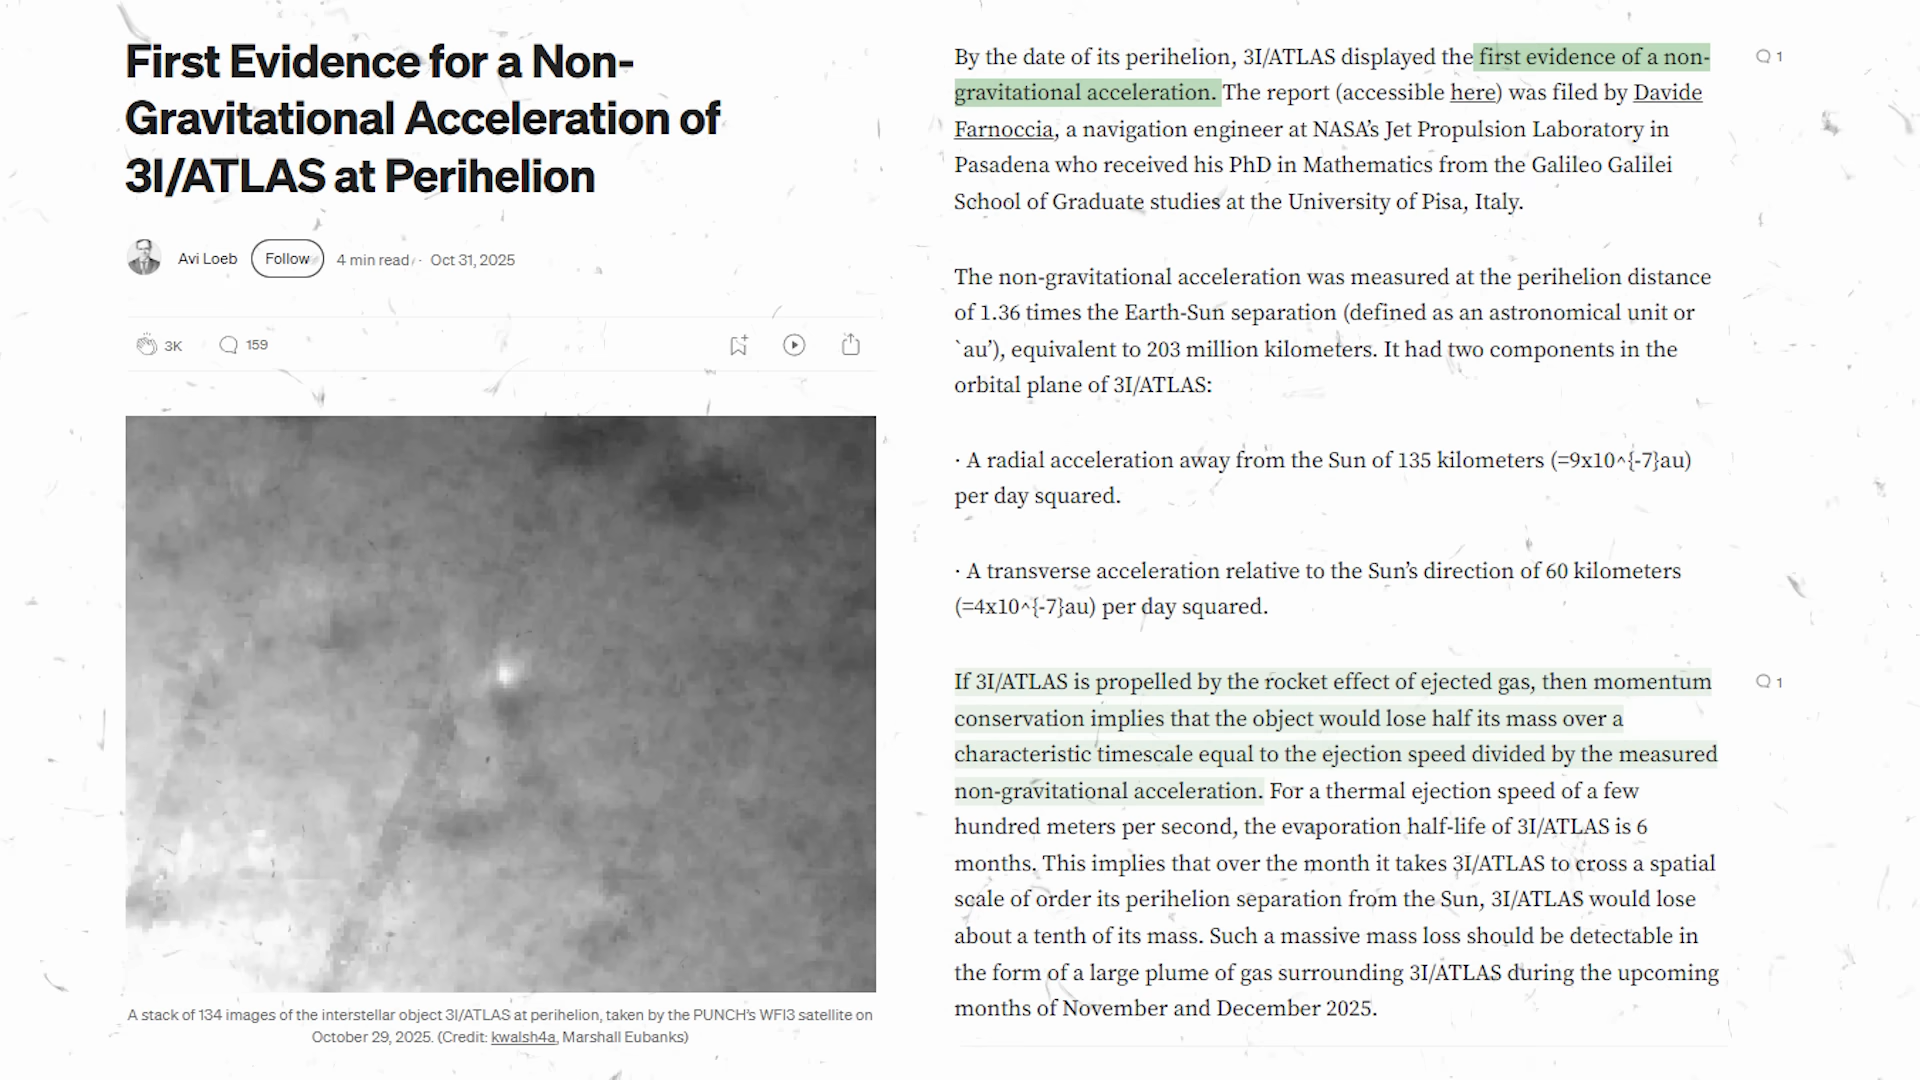 First Evidence for a Non-
Gravitational Acceleration of
3I/ATLAS at Perihelion
Avi Loeb Follow 4 min read · Oct 31, 2025
3K 159
A stack of 134 images of the interstellar object 3I/ATLAS at perihelion, taken by the PUNCH's WFI3 satellite on
October 29, 2025. (Credit: kwalsh4a, Marshall Eubanks)
By the date of its perihelion, 3I/ATLAS displayed the first evidence of a non-
gravitational acceleration. The report (accessible here) was filed by Davide
Farnoccia, a navigation engineer at NASA's Jet Propulsion Laboratory in
Pasadena who received his PhD in Mathematics from the Galileo Galilei
School of Graduate studies at the University of Pisa, Italy.
1
The non-gravitational acceleration was measured at the perihelion distance
of 1.36 times the Earth-Sun separation (defined as an astronomical unit or
`au'), equivalent to 203 million kilometers. It had two components in the
orbital plane of 3I/ATLAS:
· A radial acceleration away from the Sun of 135 kilometers (=9x10^{-7}au)
per day squared.
· A transverse acceleration relative to the Sun's direction of 60 kilometers
(=4x10^{-7}au) per day squared.
If 3I/ATLAS is propelled by the rocket effect of ejected gas, then momentum
conservation implies that the object would lose half its mass over a
characteristic timescale equal to the ejection speed divided by the measured
non-gravitational acceleration. For a thermal ejection speed of a few
hundred meters per second, the evaporation half-life of 3I/ATLAS is 6
months. This implies that over the month it takes 3I/ATLAS to cross a spatial
scale of order its perihelion separation from the Sun, 3I/ATLAS would lose
about a tenth of its mass. Such a massive mass loss should be detectable in
the form of a large plume of gas surrounding 3I/ATLAS during the upcoming
months of November and December 2025.
1